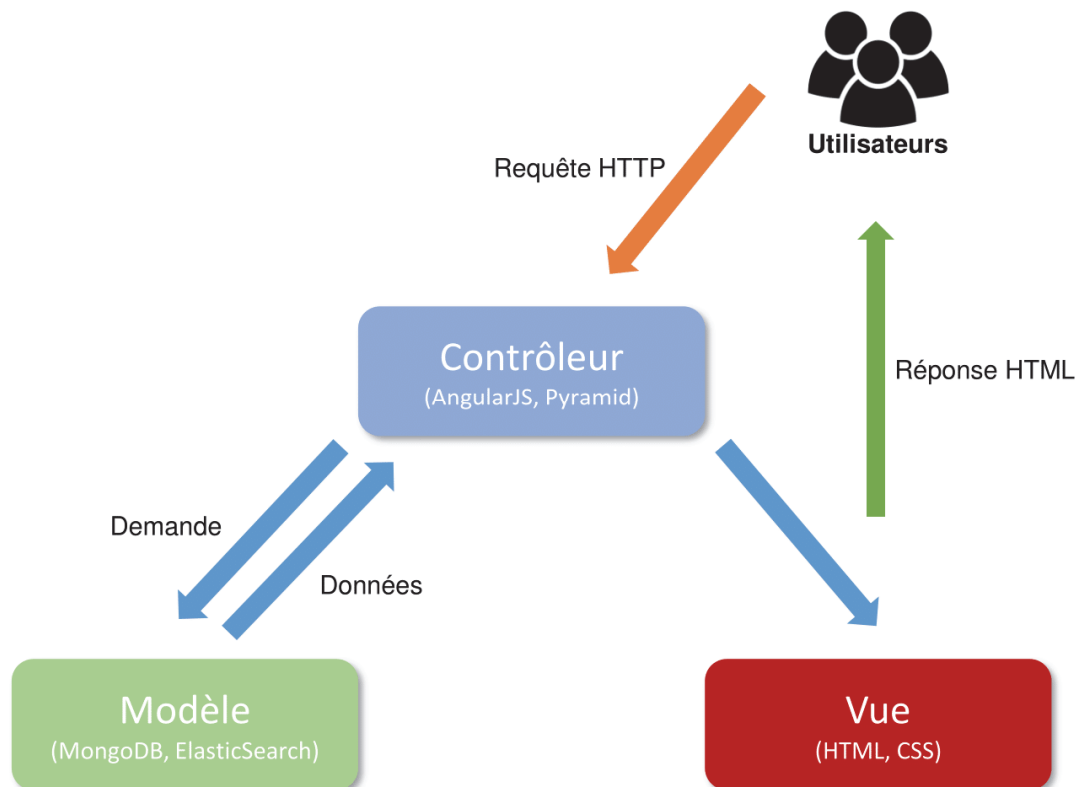 Utilisateurs
Requête HTTP
Contrôleur
(AngularJS, Pyramid)
Réponse HTML
Demande
Données
Modèle
(MongoDB, ElasticSearch)
Vue
(HTML, CSS)